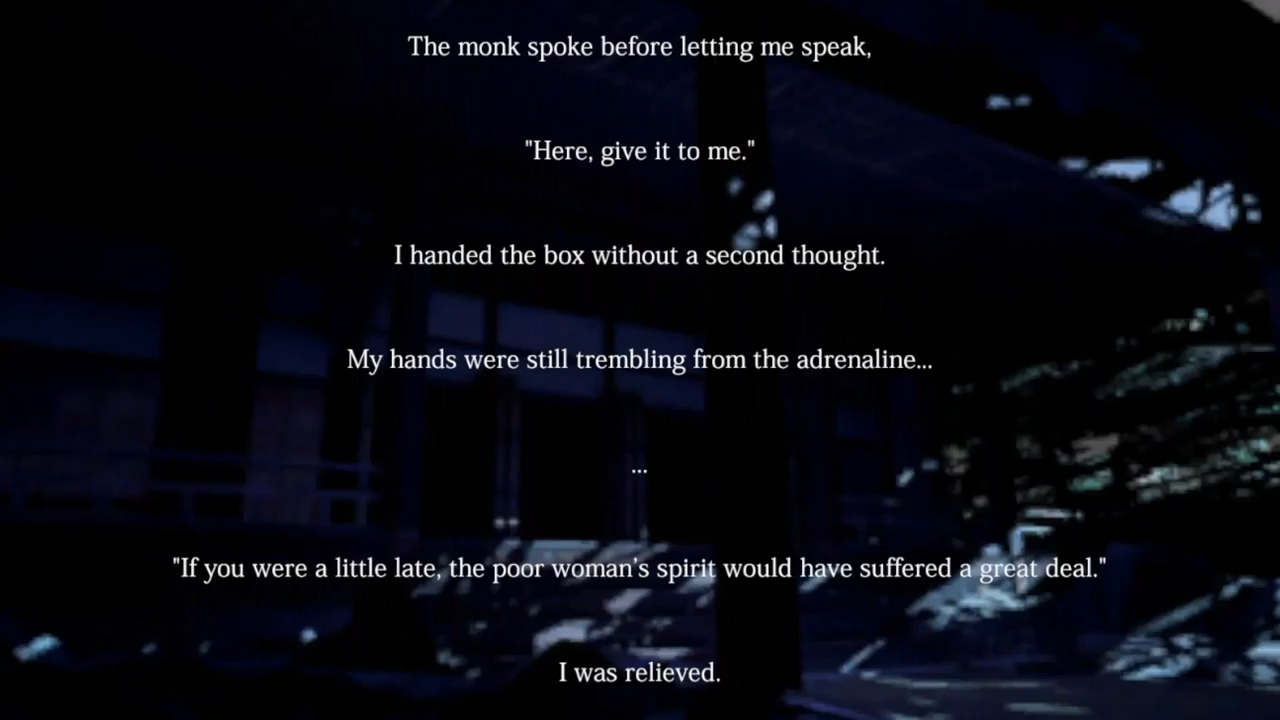 The monk spoke before letting me speak,
"Here, give it to me."
I handed the box without a second thought.
My hands were still trembling from the adrenaline...
...
"If you were a little late, the poor woman's spirit would have suffered a great deal."
I was relieved.